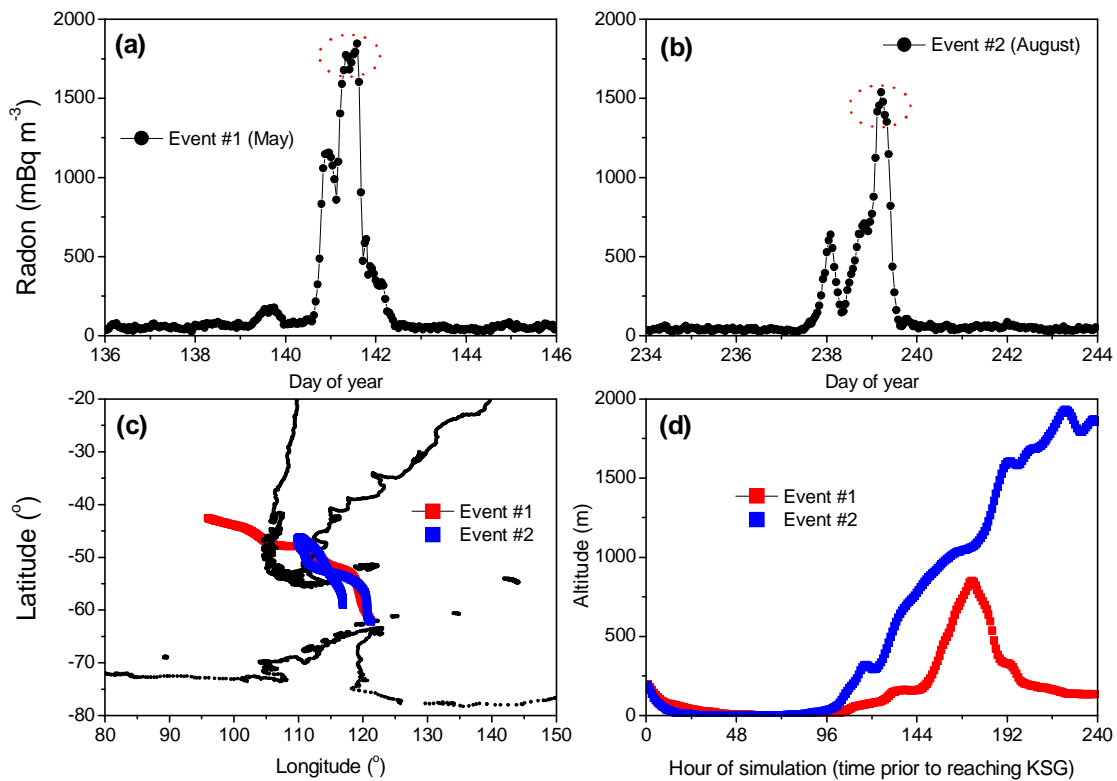 2000
1500
1000
500
0
Radon (mBq m⁻³)
(a)
Event #1 (May)
136 138 140 142 144 146
Day of year
2000
1500
1000
500
0
(b)
Event #2 (August)
234 236 238 240 242 244
Day of year
-20
-30
-40
-50
-60
-70
-80
Latitude (°)
(c)
Event #1
Event #2
80 90 100 110 120 130 140 150
Longitude (°)
2000
1500
1000
500
0
Altitude (m)
(d)
Event #1
Event #2
0 48 96 144 192 240
Hour of simulation (time prior to reaching KSG)